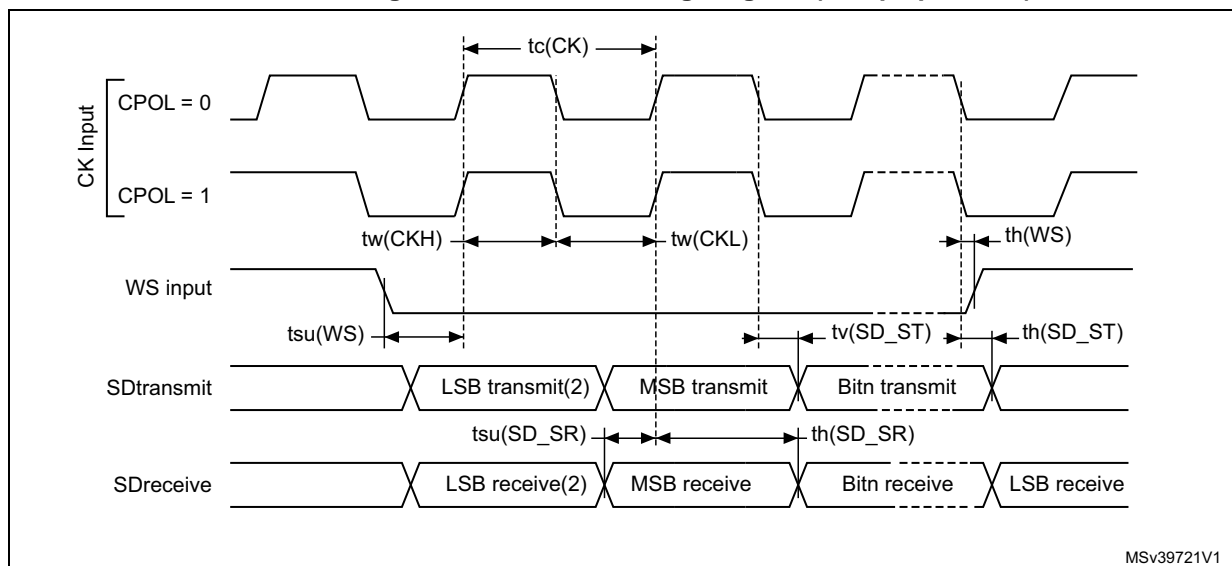 tc(CK)
CK Input
CPOL = 0
CPOL = 1
tw(CKH)
tw(CKL)
th(WS)
WS input
tsu(WS)
tv(SD_ST)
th(SD_ST)
SDtransmit
LSB transmit(2)
MSB transmit
Bitn transmit
tsu(SD_SR)
th(SD_SR)
SDreceive
LSB receive(2)
MSB receive
Bitn receive
LSB receive
MSv39721V1